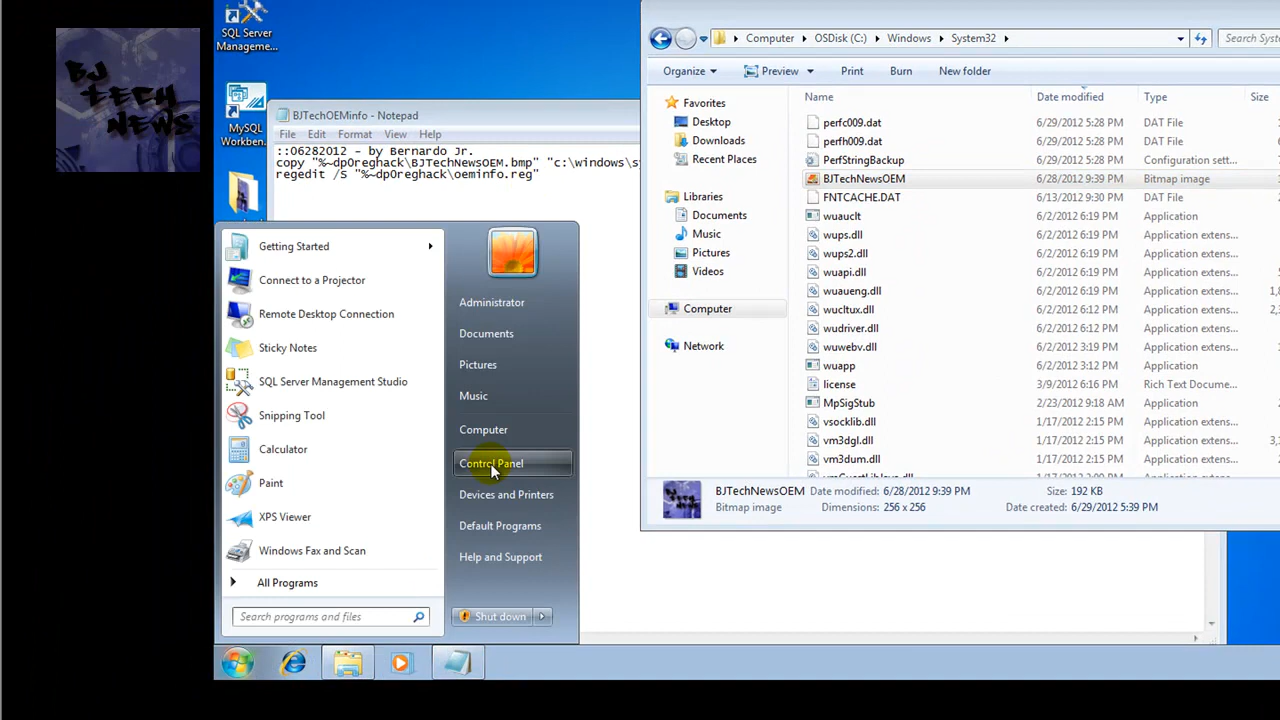 BJ
TECH
NEWS
SQL Server
Manageme...
MySQL
Workben...
BJTechOEMinfo - Notepad
File Edit Format View Help
::06282012 - by Bernardo Jr.
copy "%~dp0reghack\BJTechNewsOEM.bmp" "c:\windows\s
regedit /S "%~dp0reghack\oeminfo.reg"
Getting Started
Connect to a Projector
Remote Desktop Connection
Sticky Notes
SQL Server Management Studio
Snipping Tool
Calculator
Paint
XPS Viewer
Windows Fax and Scan
All Programs
Search programs and files
Administrator
Documents
Pictures
Music
Computer
Control Panel
Devices and Printers
Default Programs
Help and Support
Shut down
Computer OSDisk (C:) Windows System32
Search System
Organize Preview Print Burn New folder
Favorites
Desktop
Downloads
Recent Places
Libraries
Documents
Music
Pictures
Videos
Computer
Network
Name Date modified Type Size
perfc009.dat 6/29/2012 5:28 PM DAT File
perfh009.dat 6/29/2012 5:28 PM DAT File
PerfStringBackup 6/29/2012 5:28 PM Configuration sett...
BJTechNewsOEM 6/28/2012 9:39 PM Bitmap image
FNTCACHE.DAT 6/13/2012 9:30 PM DAT File
wuauclt 6/2/2012 6:19 PM Application
wups.dll 6/2/2012 6:19 PM Application extens...
wups2.dll 6/2/2012 6:19 PM Application extens...
wuapi.dll 6/2/2012 6:19 PM Application extens...
wuaueng.dll 6/2/2012 6:19 PM Application extens... 1,8
wucltux.dll 6/2/2012 6:12 PM Application extens... 2,3
wudriver.dll 6/2/2012 6:12 PM Application extens...
wuwebv.dll 6/2/2012 6:12 PM Application extens...
wuapp 6/2/2012 3:12 PM Application
license 3/9/2012 6:16 PM Rich Text Docume...
MpSigStub 2/23/2012 9:18 AM Application
vsocklib.dll 1/17/2012 2:15 PM Application extens...
vm3dgl.dll 1/17/2012 2:15 PM Application extens... 3,1
vm3dum.dll 1/17/2012 2:15 PM Application extens...
BJTechNewsOEM Date modified: 6/28/2012 9:39 PM Size: 192 KB
Bitmap image Dimensions: 256 x 256 Date created: 6/29/2012 5:39 PM